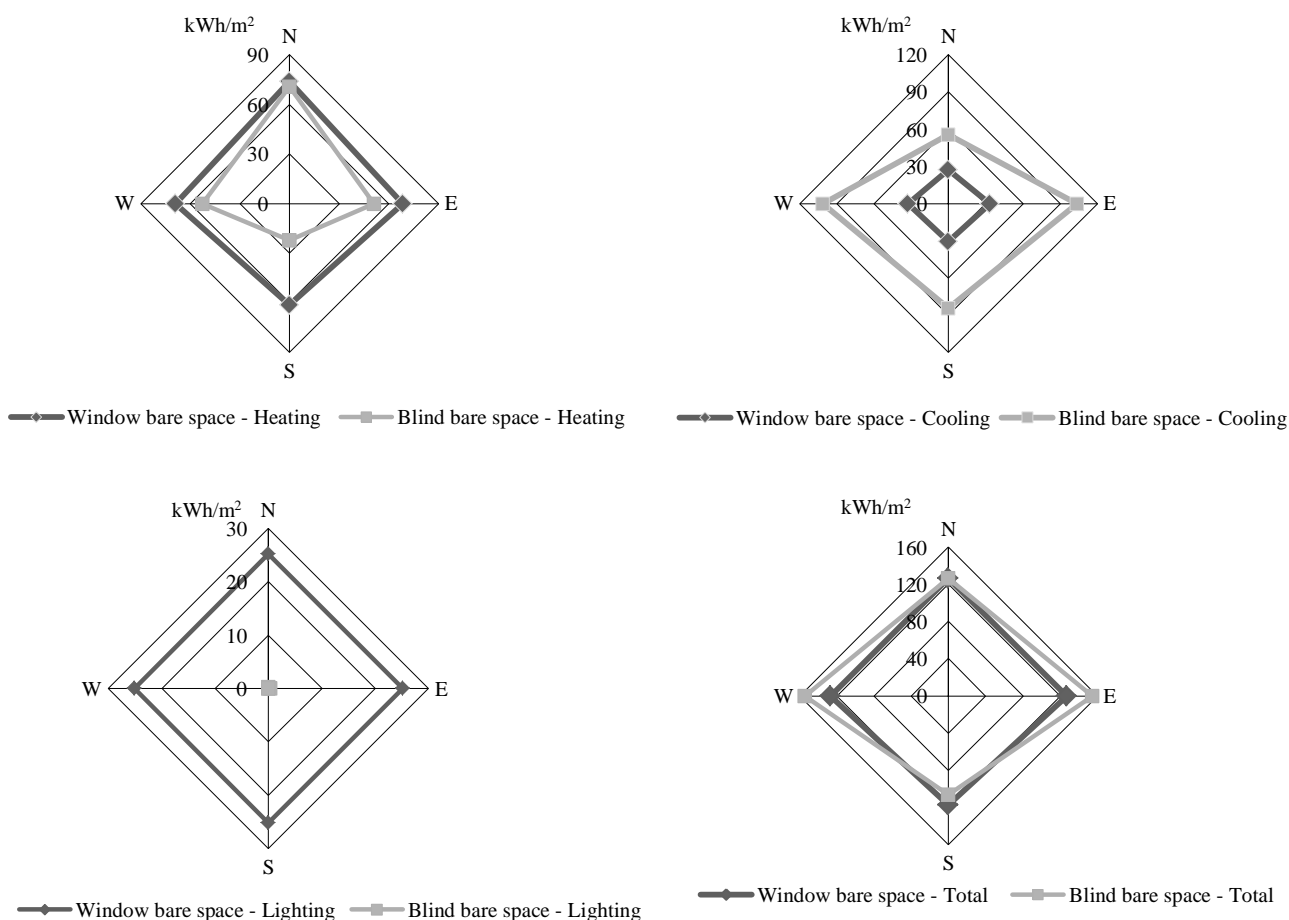 kWh/m²
N
90
60
30
0
W
E
S
Window bare space - Heating Blind bare space - Heating
kWh/m²
N
120
90
60
30
0
W
E
S
Window bare space - Cooling Blind bare space - Cooling
kWh/m²
N
30
20
10
0
W
E
S
Window bare space - Lighting Blind bare space - Lighting
kWh/m²
N
160
120
80
40
0
W
E
S
Window bare space - Total Blind bare space - Total